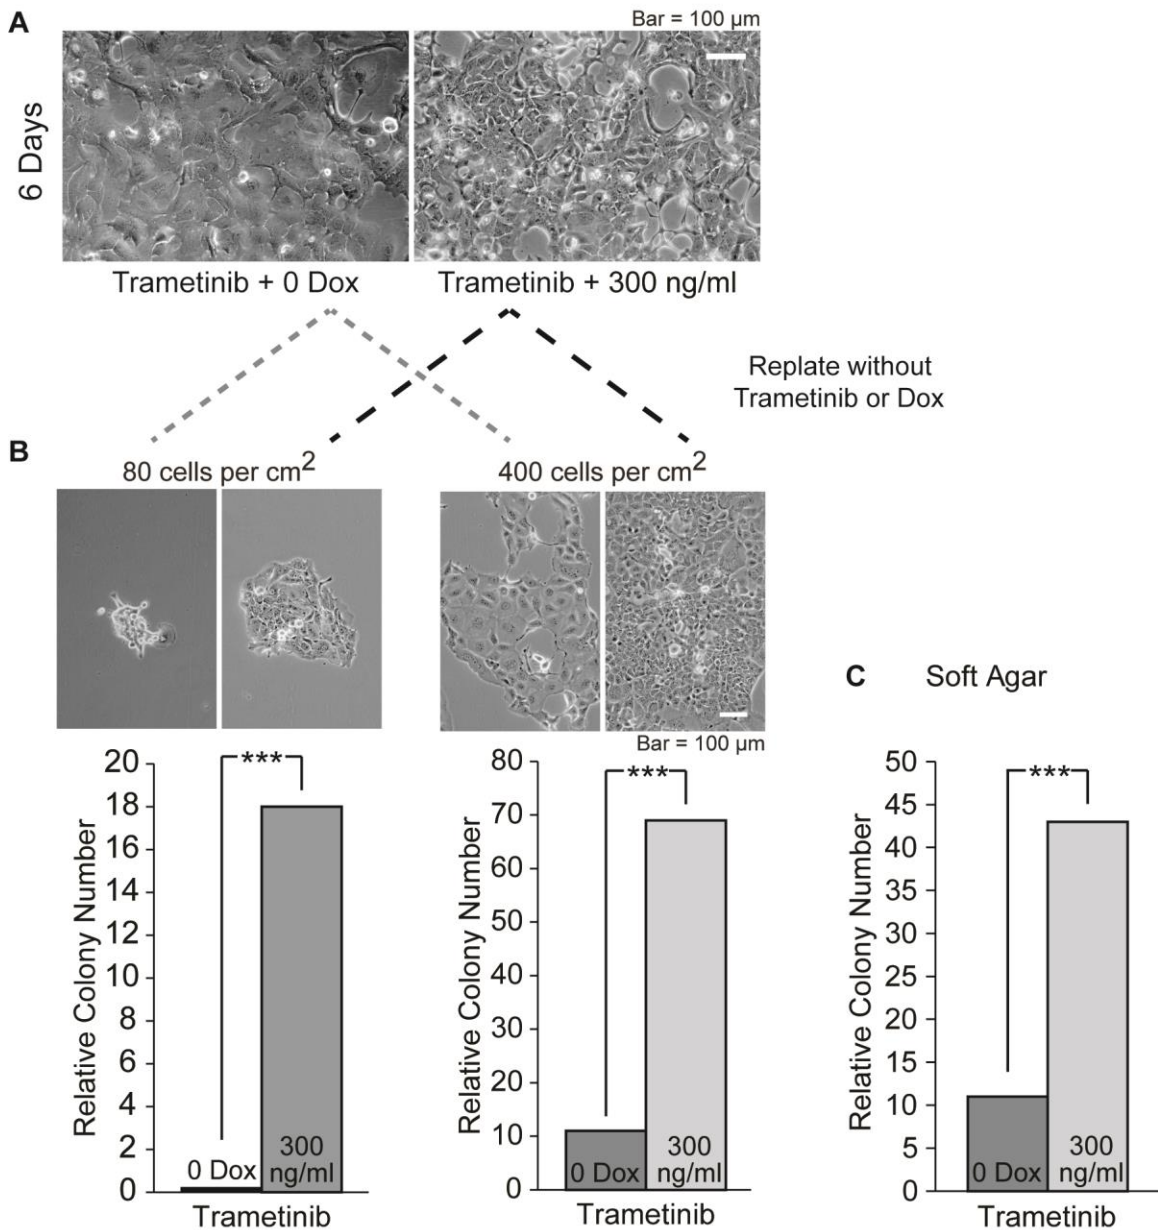 A
Bar = 100 µm
6 Days
Trametinib + 0 Dox
Trametinib + 300 ng/ml
Replate without
Trametinib or Dox
B
80 cells per cm2
400 cells per cm2
Bar = 100 µm
C Soft Agar
Relative Colony Number
20
18
16
14
12
10
8
6
4
2
0
***
0 Dox
300
ng/ml
Trametinib
Relative Colony Number
80
70
60
50
40
30
20
10
0
***
0 Dox
300
ng/ml
Trametinib
Relative Colony Number
50
45
40
35
30
25
20
15
10
5
0
***
0 Dox
300
ng/ml
Trametinib